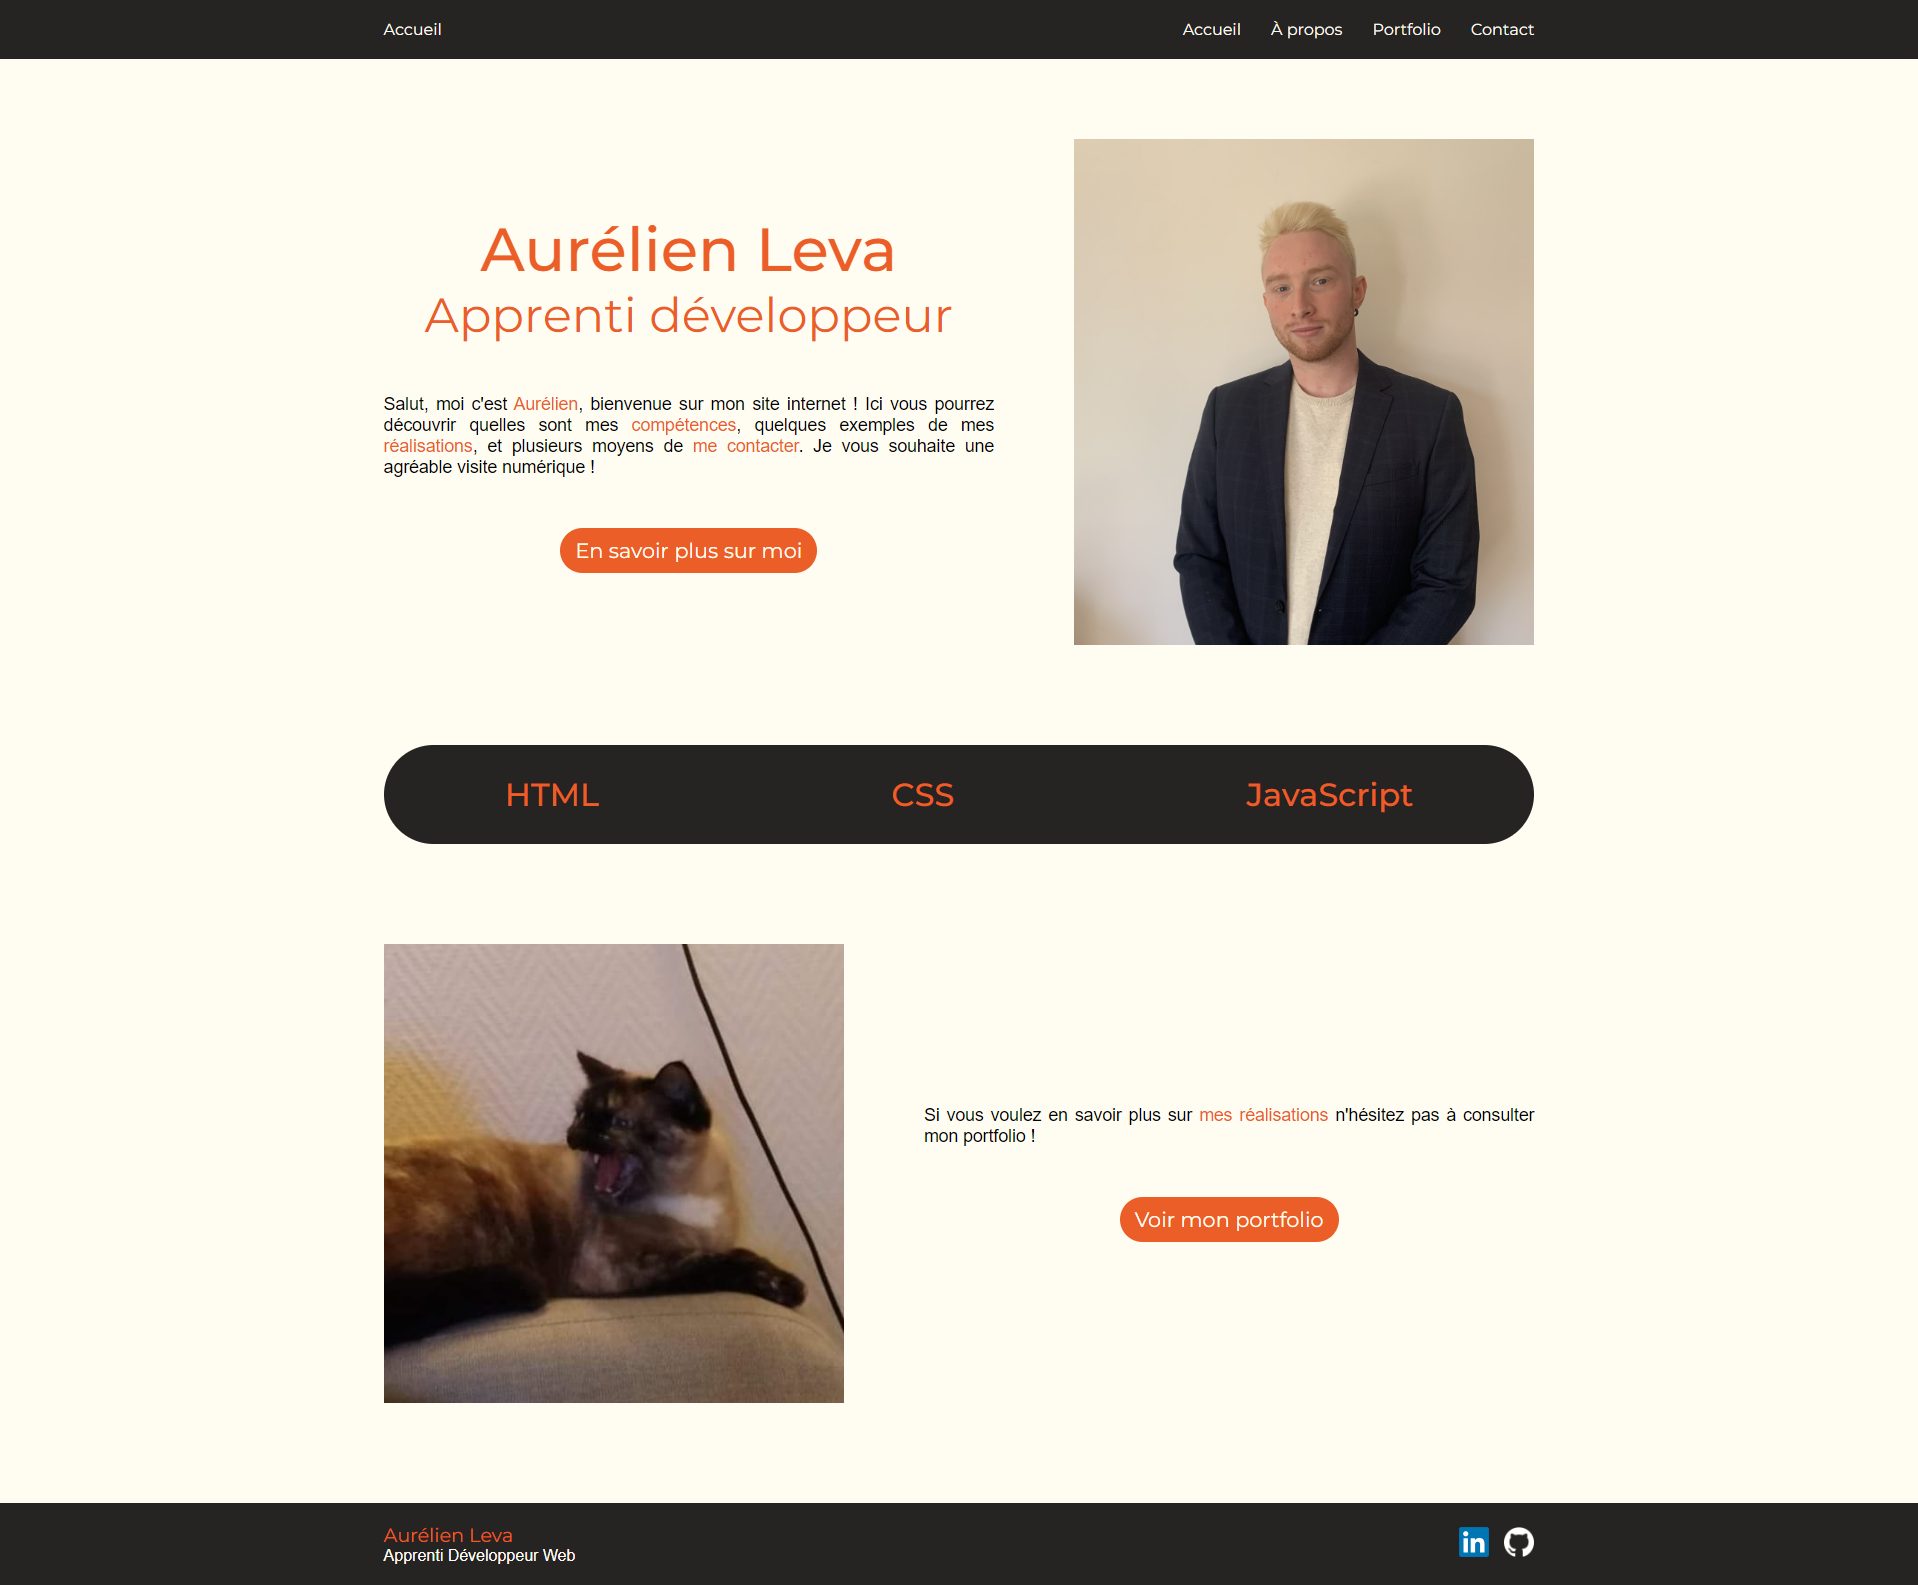 Accueil
Accueil À propos Portfolio Contact
Aurélien Leva
Apprenti développeur
Salut, moi c'est Aurélien, bienvenue sur mon site internet ! Ici vous pourrez
découvrir quelles sont mes compétences, quelques exemples de mes
réalisations, et plusieurs moyens de me contacter. Je vous souhaite une
agréable visite numérique !
En savoir plus sur moi
HTML CSS JavaScript
Si vous voulez en savoir plus sur mes réalisations n'hésitez pas à consulter
mon portfolio !
Voir mon portfolio
Aurélien Leva
Apprenti Développeur Web
in